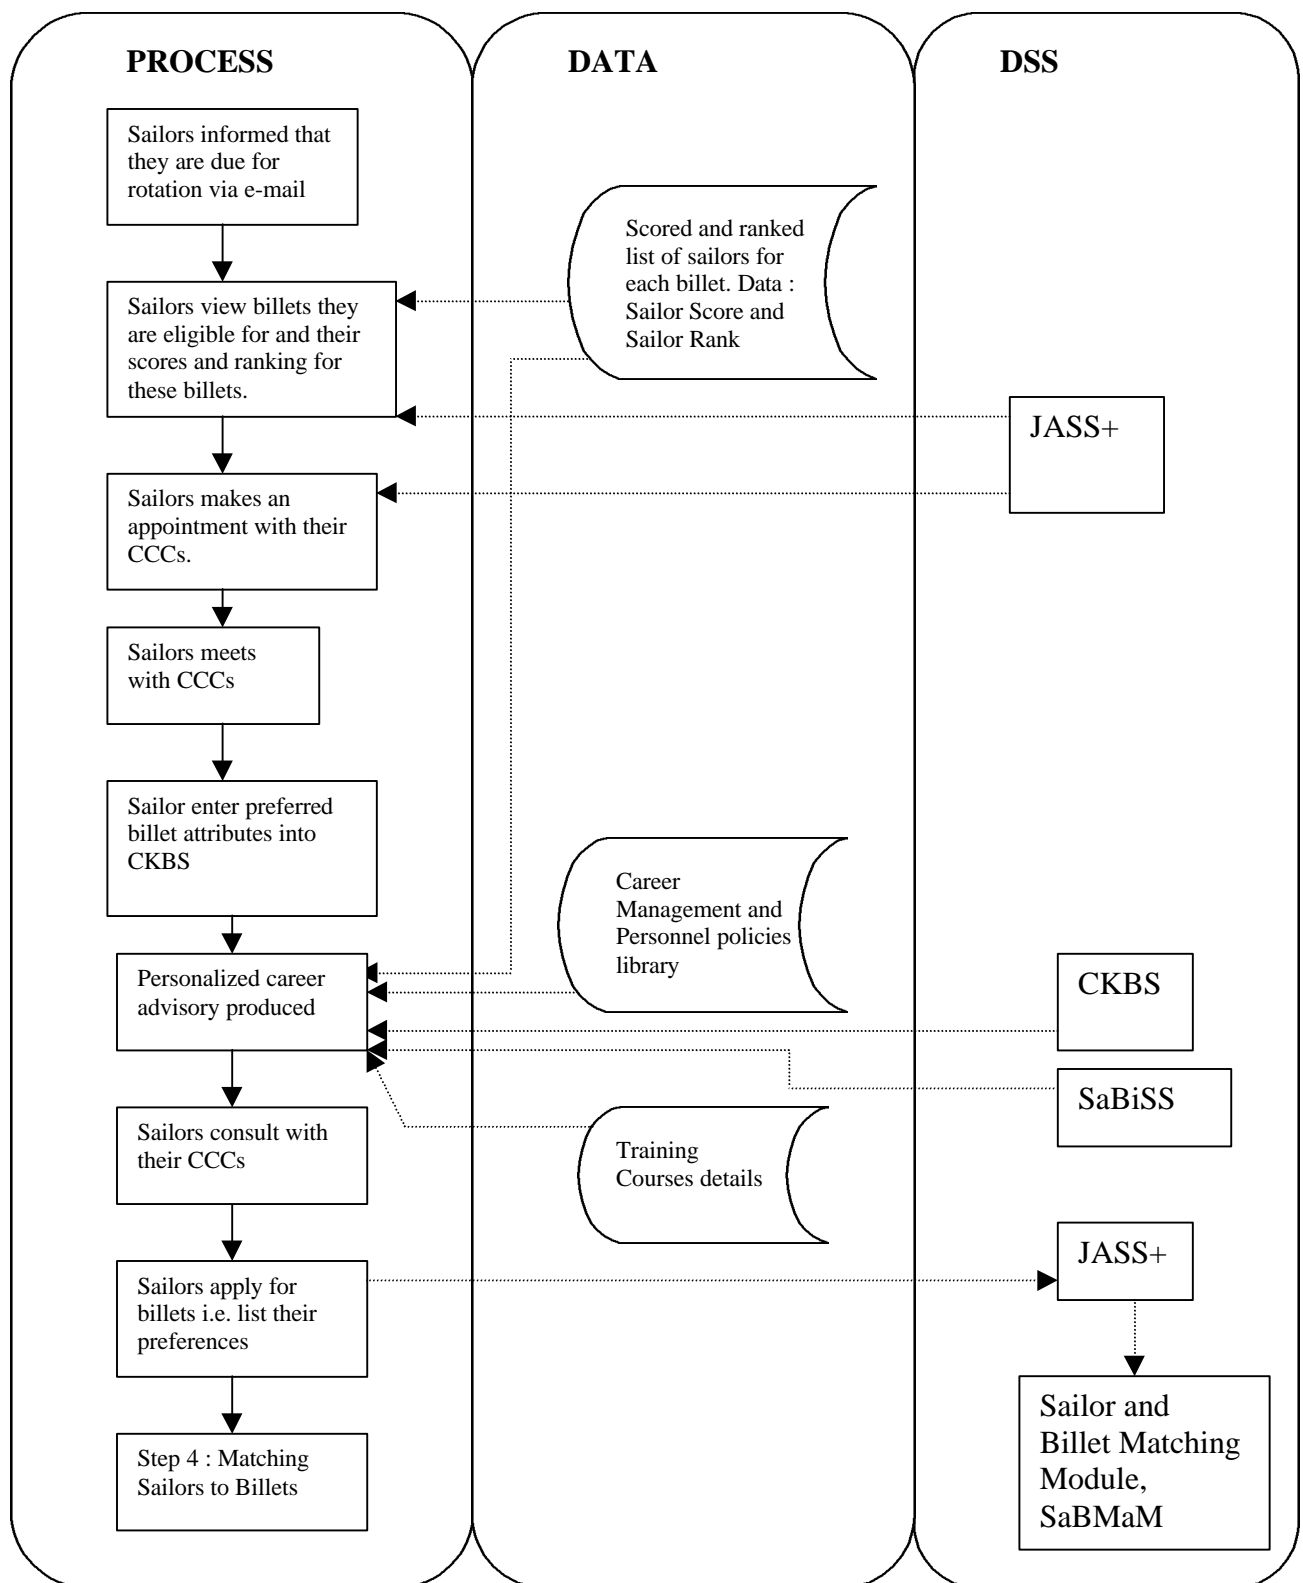 PROCESS
DATA
DSS
Sailors informed that
they are due for
rotation via e-mail
Scored and ranked
list of sailors for
each billet. Data :
Sailor Score and
Sailor Rank
Sailors view billets they
are eligible for and their
scores and ranking for
these billets.
JASS+
Sailors makes an
appointment with their
CCCs.
Sailors meets
with CCCs
Sailor enter preferred
billet attributes into
CKBS
Career
Management and
Personnel policies
library
Personalized career
advisory produced
CKBS
SaBiSS
Sailors consult with
their CCCs
Training
Courses details
JASS+
Sailors apply for
billets i.e. list their
preferences
Sailor and
Billet Matching
Module,
SaBMaM
Step 4 : Matching
Sailors to Billets